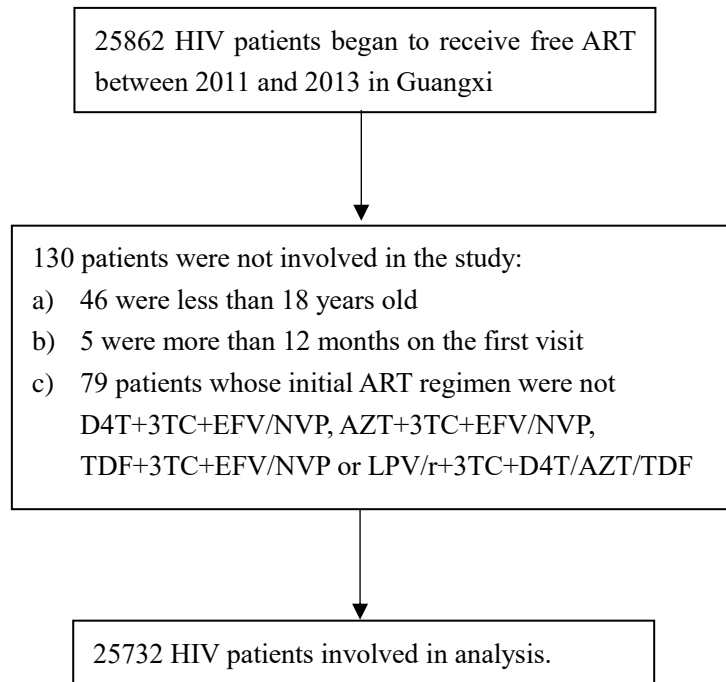 25862 HIV patients began to receive free ART
between 2011 and 2013 in Guangxi
130 patients were not involved in the study:
a) 46 were less than 18 years old
b) 5 were more than 12 months on the first visit
c) 79 patients whose initial ART regimen were not
D4T+3TC+EFV/NVP, AZT+3TC+EFV/NVP,
TDF+3TC+EFV/NVP or LPV/r+3TC+D4T/AZT/TDF
25732 HIV patients involved in analysis.